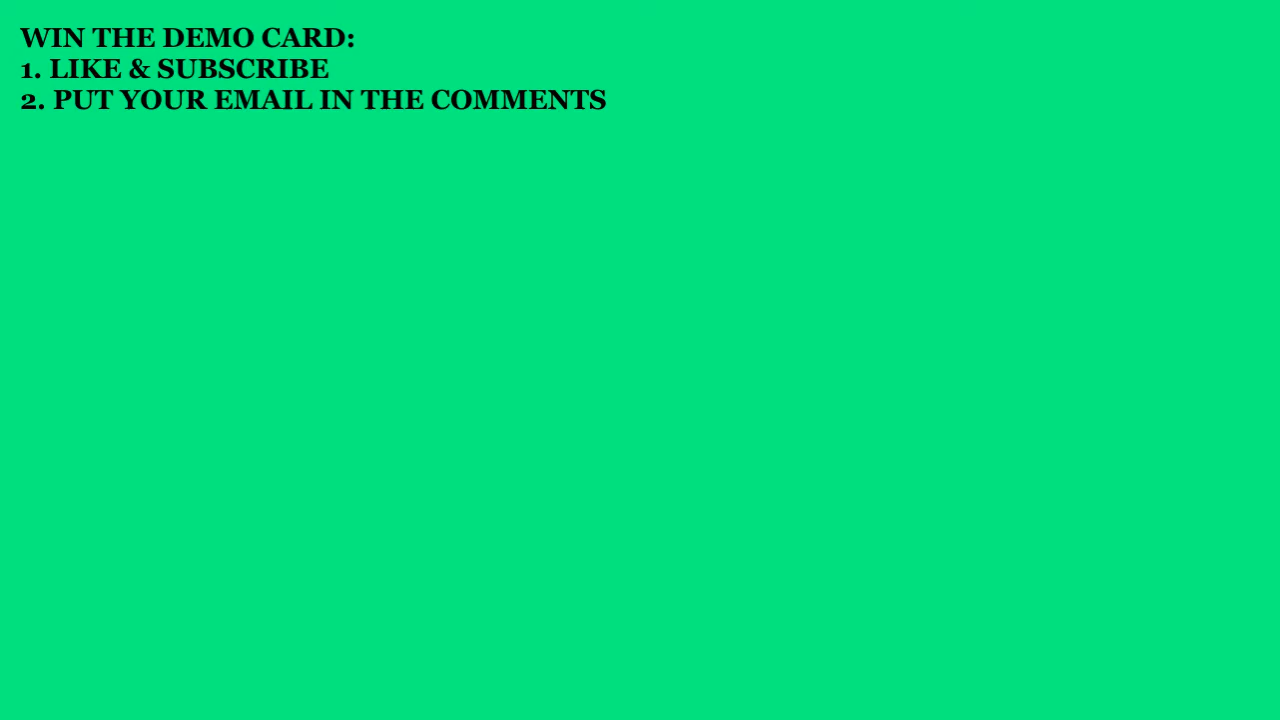 WIN THE DEMO CARD:
1. LIKE & SUBSCRIBE
2. PUT YOUR EMAIL IN THE COMMENTS